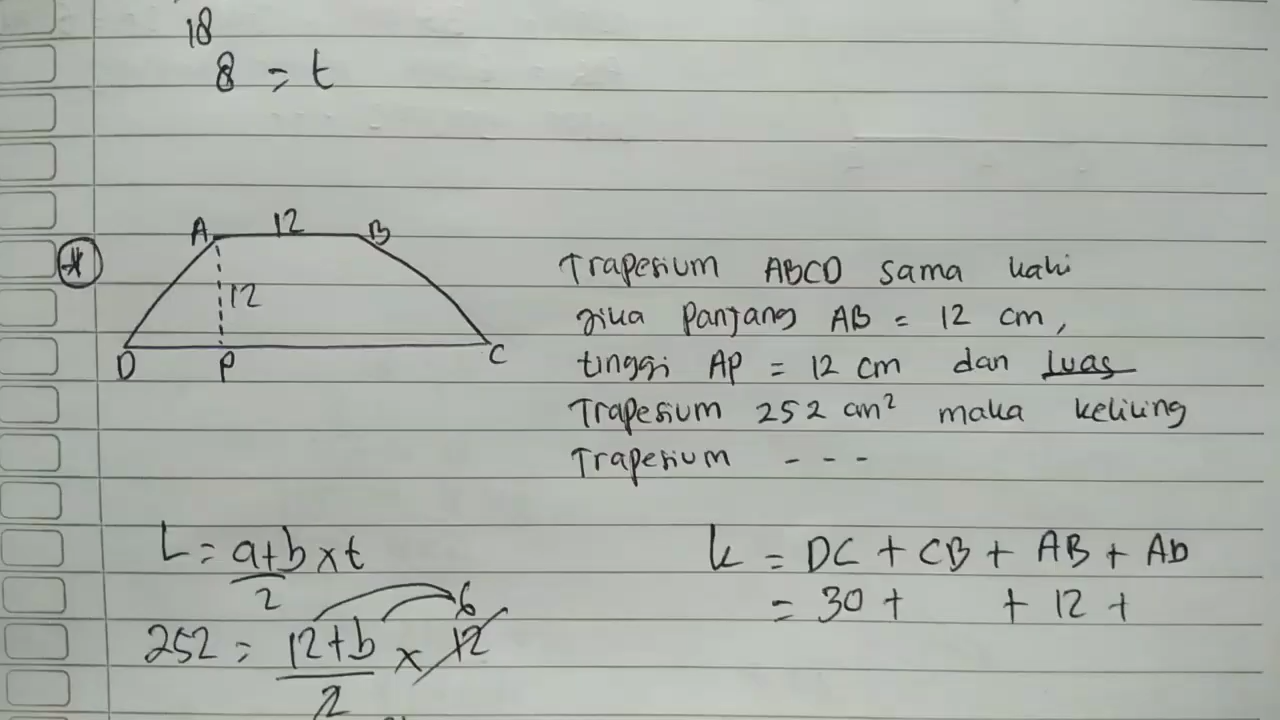 18
8 = t
A 12 B
12
D P C
Trapesium ABCD sama kaki
jika panjang AB = 12 cm,
tinggi AP = 12 cm dan Luas
Trapesium 252 cm² maka keliling
Trapesium - - -
L = a+b x t
2
k = DC + CB + AB + AD
= 30 + + 12 +
6
252 = 12+b x 12
2